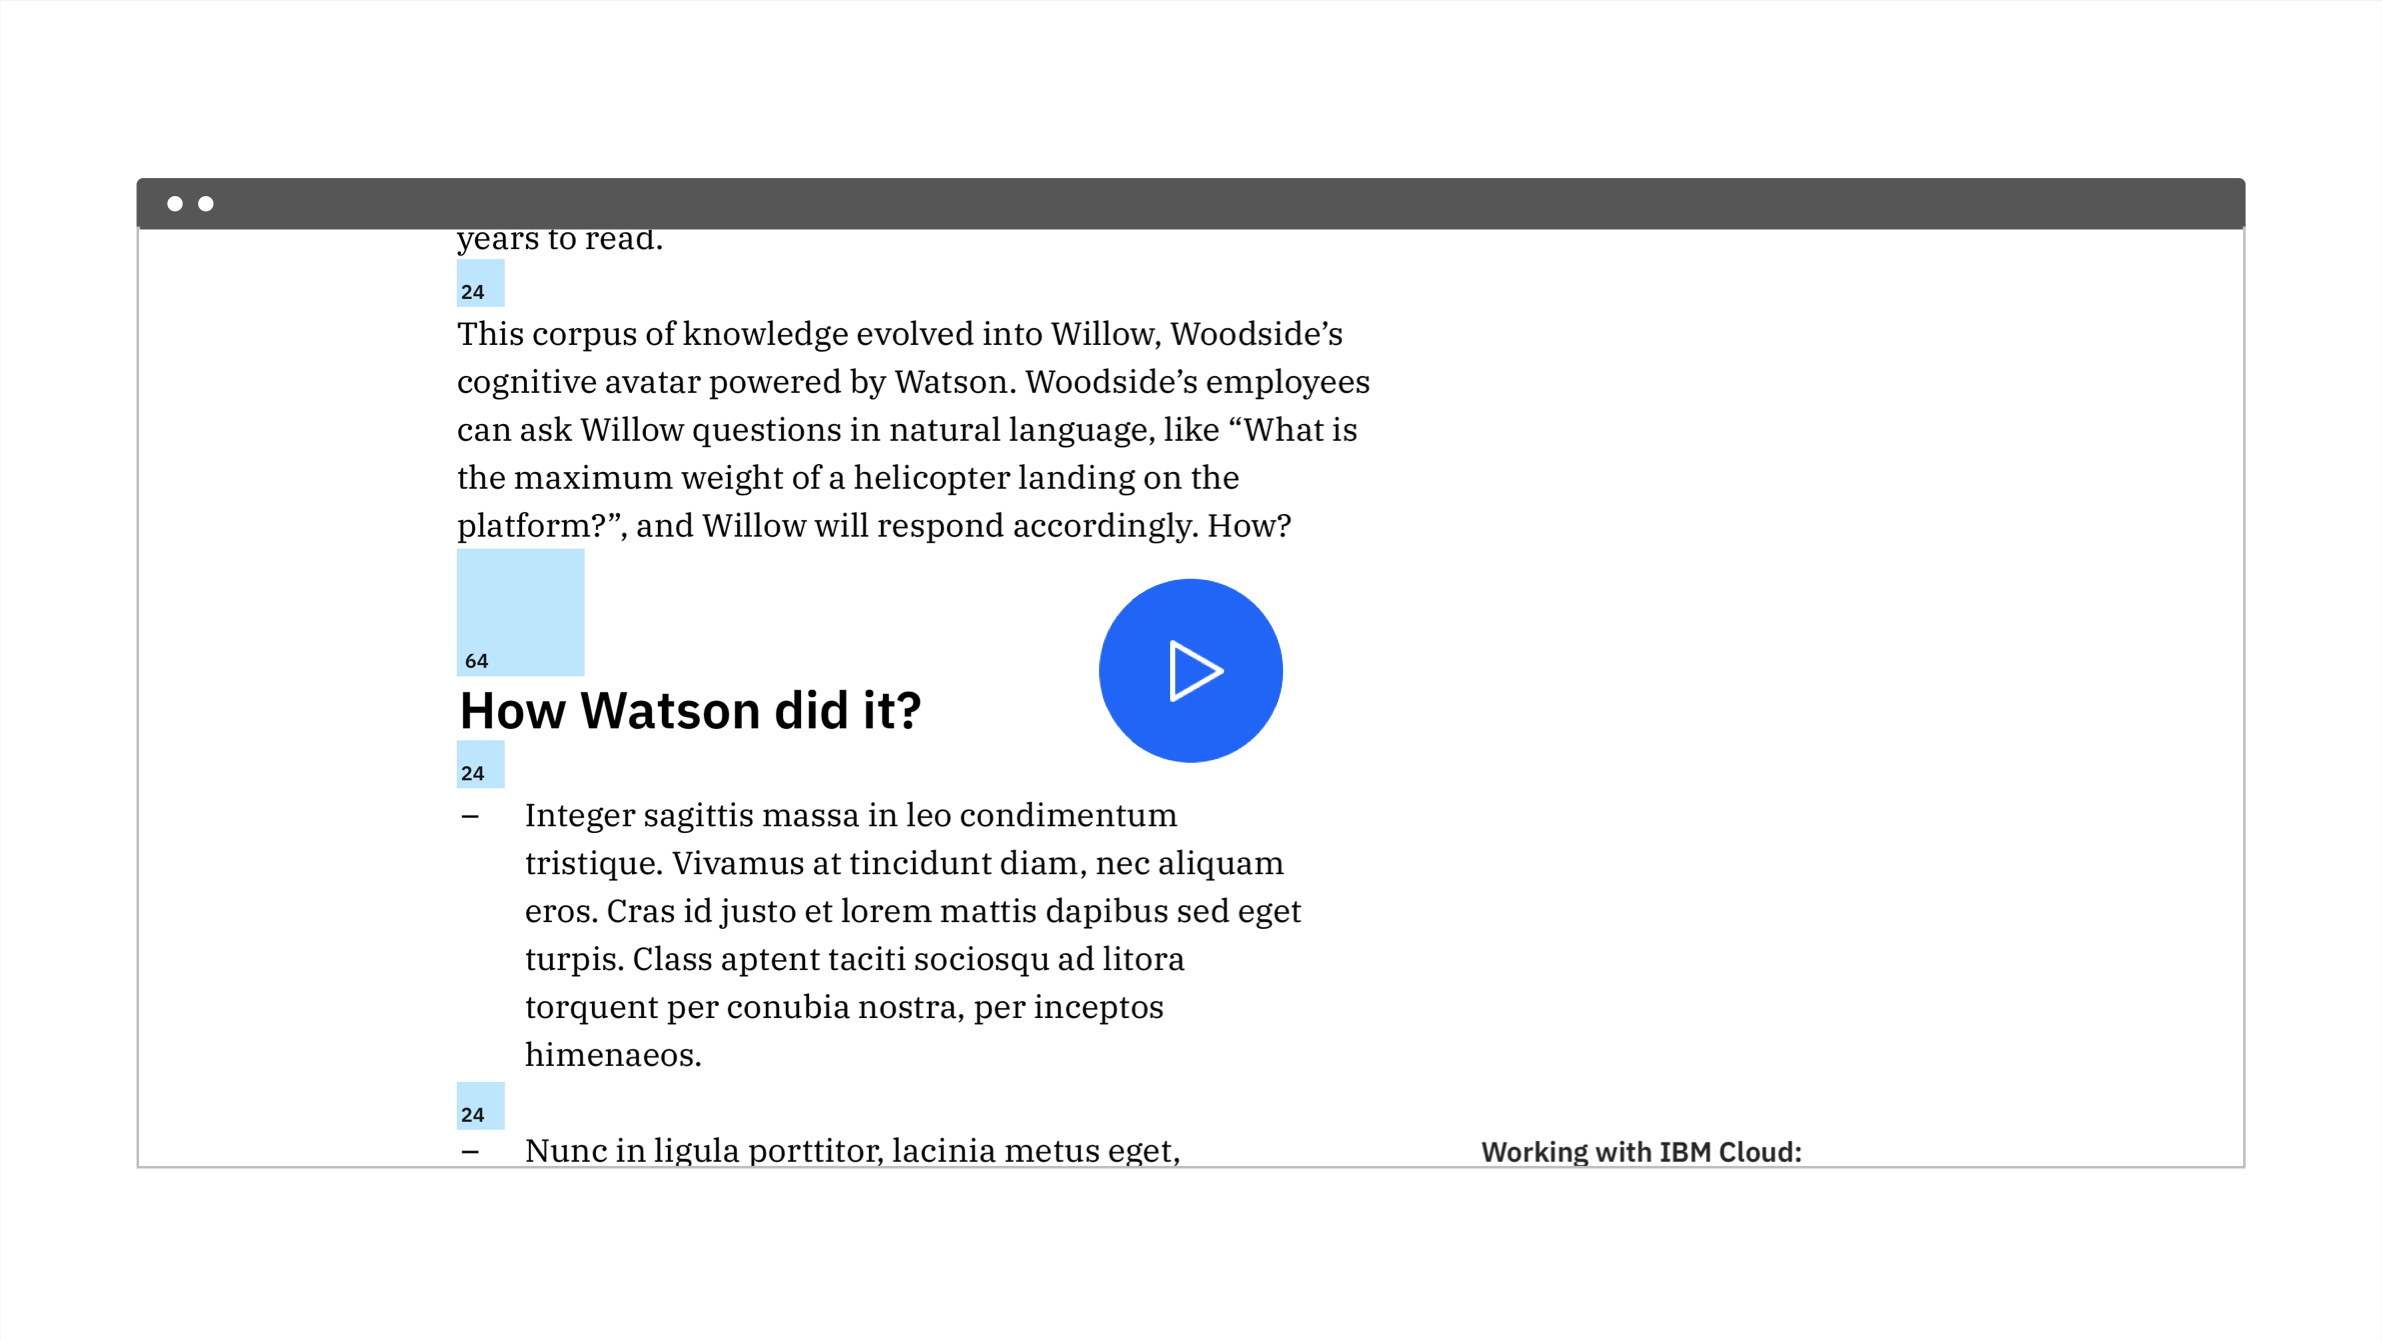 years to read.
24
This corpus of knowledge evolved into Willow, Woodside’s
cognitive avatar powered by Watson. Woodside’s employees
can ask Willow questions in natural language, like “What is
the maximum weight of a helicopter landing on the
platform?”, and Willow will respond accordingly. How?
64
How Watson did it?
24
– Integer sagittis massa in leo condimentum
tristique. Vivamus at tincidunt diam, nec aliquam
eros. Cras id justo et lorem mattis dapibus sed eget
turpis. Class aptent taciti sociosqu ad litora
torquent per conubia nostra, per inceptos
himenaeos.
24
– Nunc in ligula porttitor, lacinia metus eget,
Working with IBM Cloud: